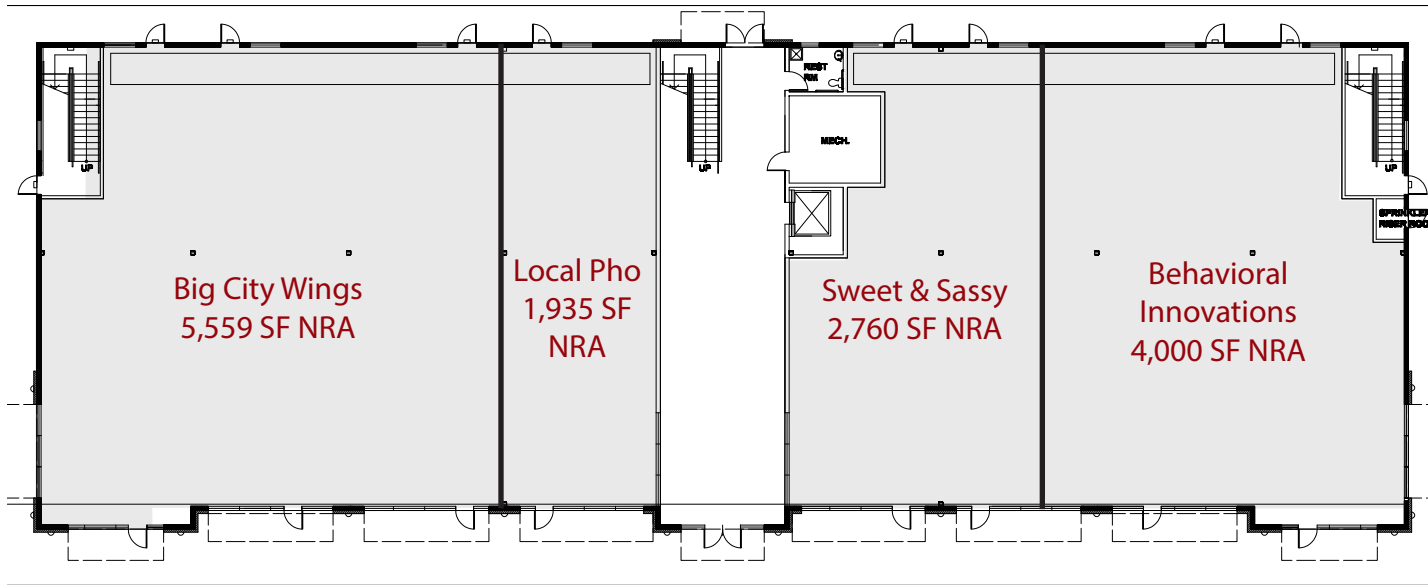 REST
RM
MECH.
UP
UP
UP
SPRINKLER
Big City Wings
5,559 SF NRA
Local Pho
1,935 SF
NRA
Sweet & Sassy
2,760 SF NRA
Behavioral
Innovations
4,000 SF NRA